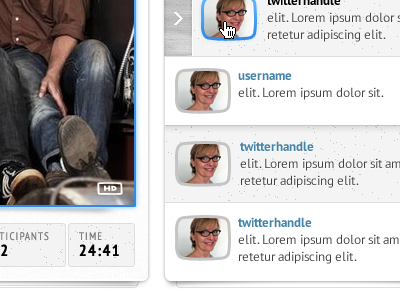 HD
TICIPANTS
2
TIME
24:41
twitterhandle
elit. Lorem ipsum dolor s
retetur adipiscing elit.
username
elit. Lorem ipsum dolor sit.
twitterhandle
elit. Lorem ipsum dolor sit am
retetur adipiscing elit.
twitterhandle
elit. Lorem ipsum dolor sit am
retetur adipiscing elit.